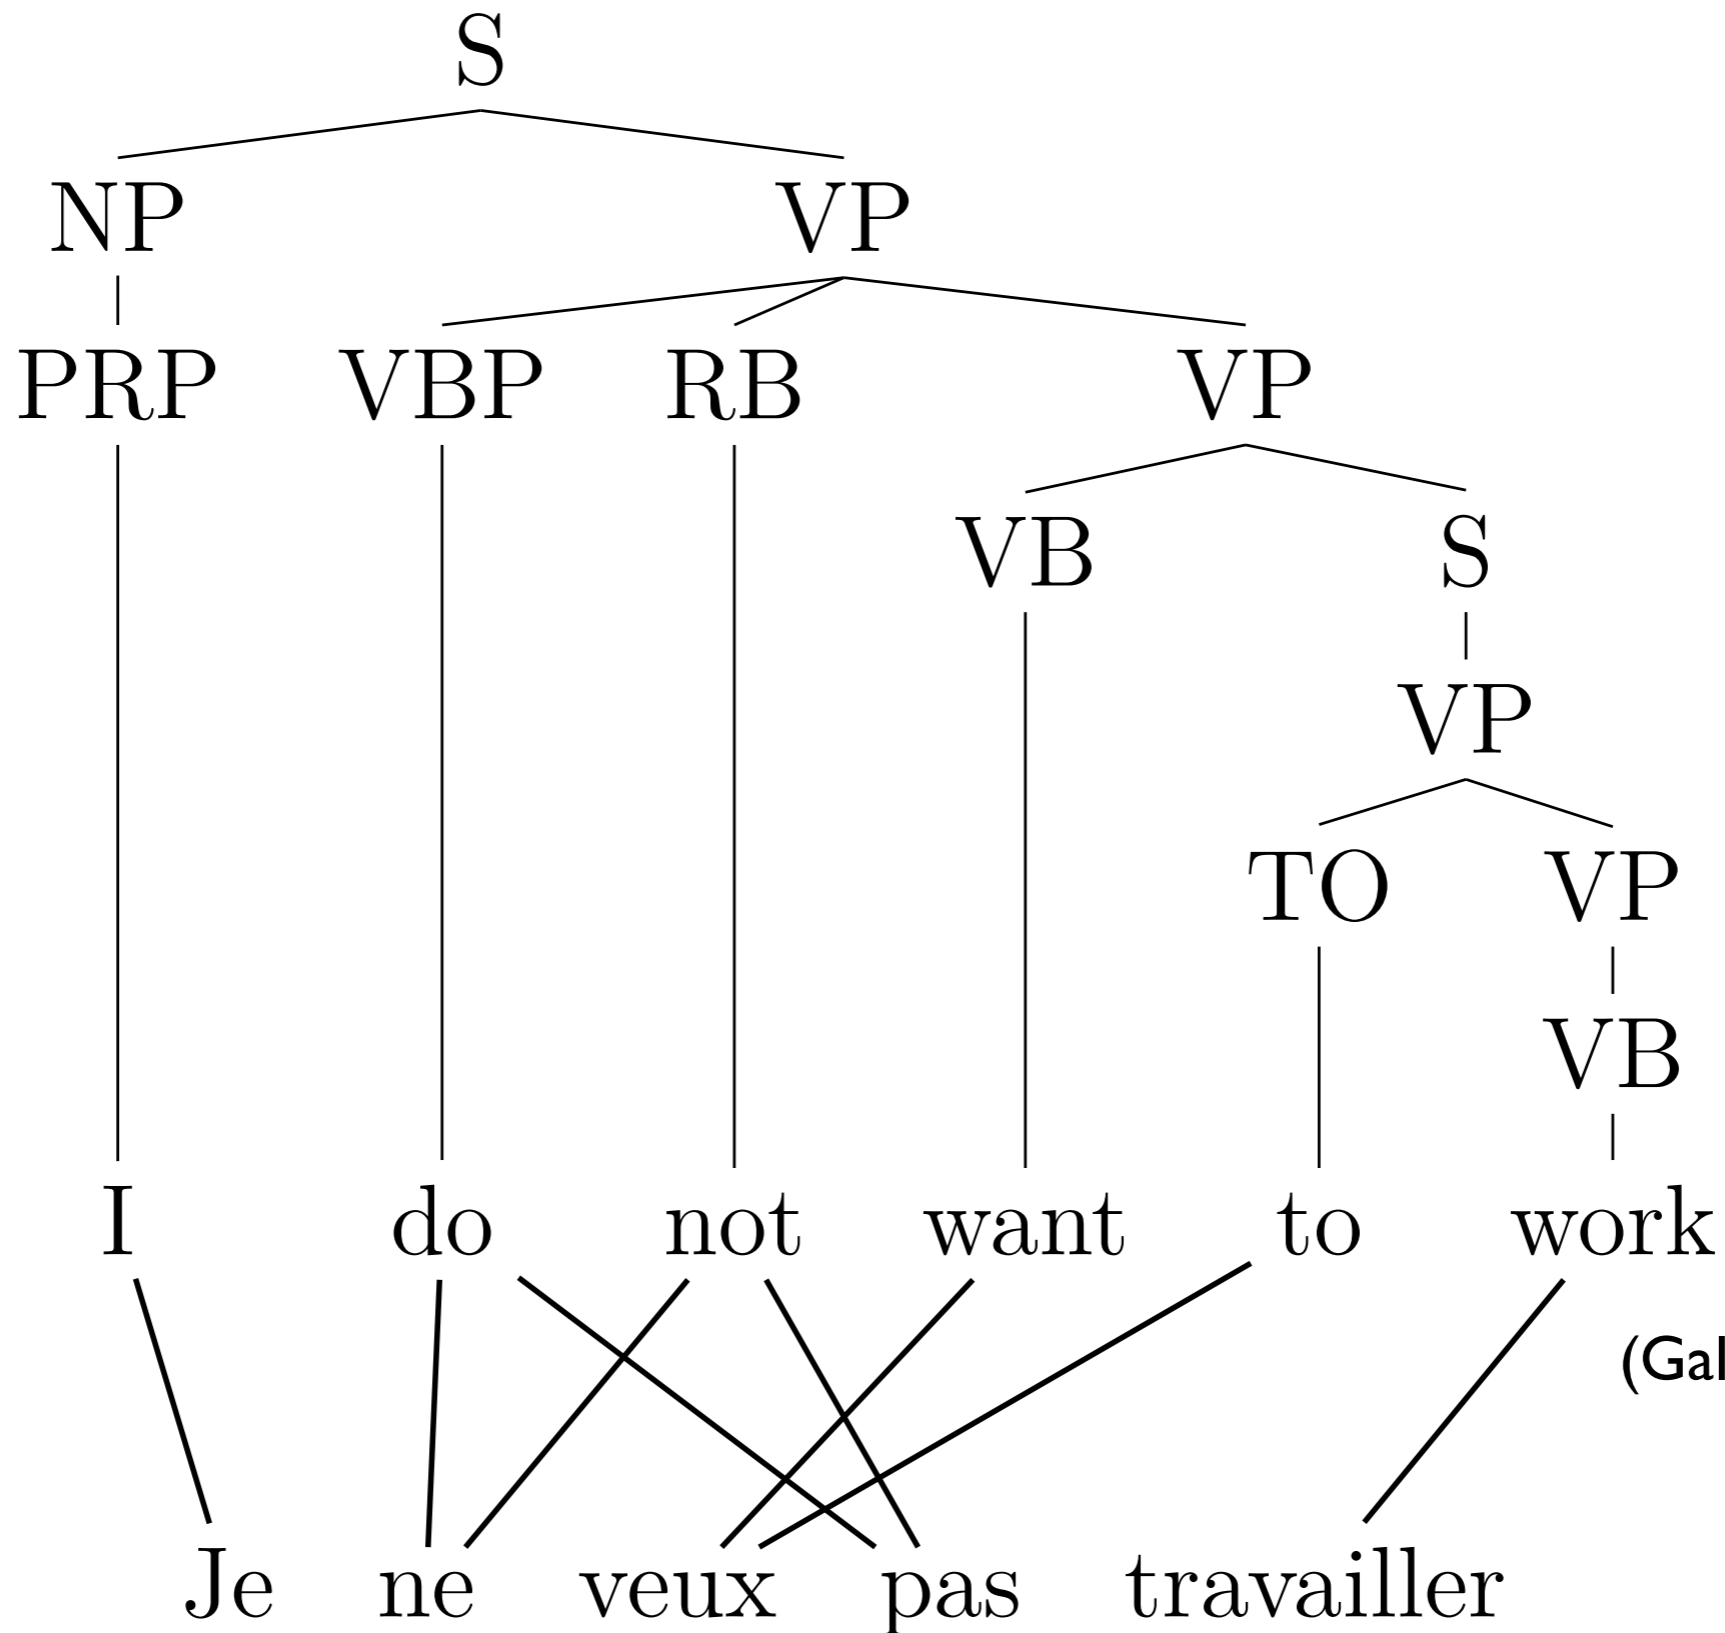 S
NP VP
PRP VBP RB VP
VB S
VP
TO VP
VB
I do not want to work
(Gal
Je ne veux pas travailler